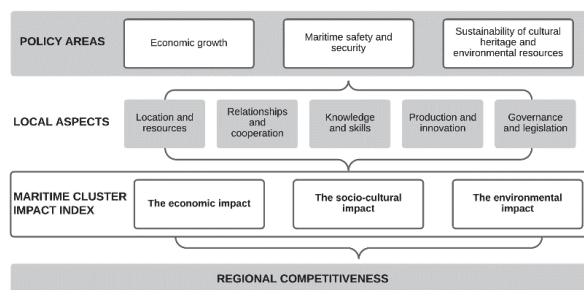 POLICY AREAS
Economic growth
Maritime safety and
security
Sustainability of cultural
heritage and
environmental resources
LOCAL ASPECTS
Location and
resources
Relationships
and
cooperation
Knowledge
and skills
Production and
innovation
Governance
and legislation
MARITIME CLUSTER
IMPACT INDEX
The economic impact
The socio-cultural
impact
The environmental
impact
REGIONAL COMPETITIVENESS